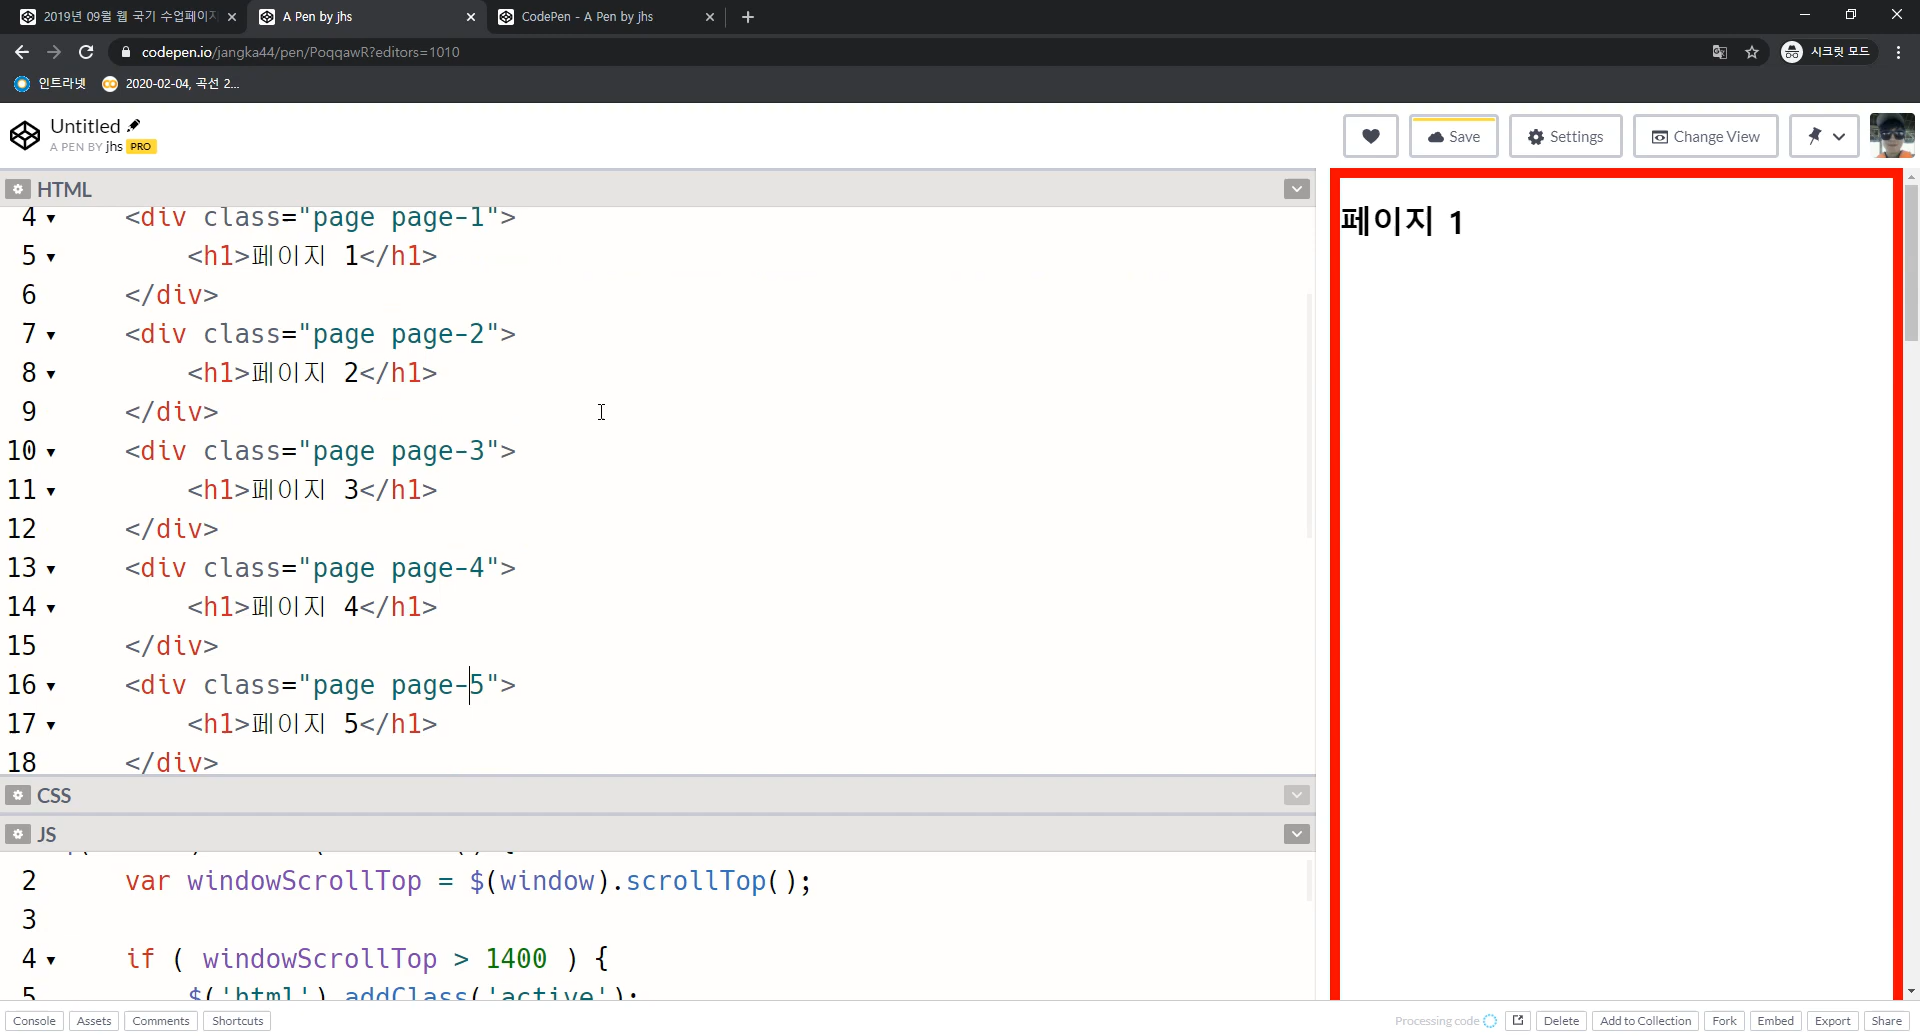 2019년 09월 웹 국기 수업페이지
A Pen by jhs
CodePen - A Pen by jhs
codepen.io/jangka44/pen/PoqqawR?editors=1010
시크릿 모드
인트라넷
2020-02-04, 곡선 2...
Untitled
A PEN BY jhs PRO
Save
Settings
Change View
HTML
4 <div class="page page-1">
5 <h1>페이지 1</h1>
6 </div>
7 <div class="page page-2">
8 <h1>페이지 2</h1>
9 </div>
10 <div class="page page-3">
11 <h1>페이지 3</h1>
12 </div>
13 <div class="page page-4">
14 <h1>페이지 4</h1>
15 </div>
16 <div class="page page-5">
17 <h1>페이지 5</h1>
18 </div>
페이지 1
CSS
JS
2 var windowScrollTop = $(window).scrollTop();
3
4 if ( windowScrollTop > 1400 ) {
5 $('html').addClass('active');
Console
Assets
Comments
Shortcuts
Processing code
Delete
Add to Collection
Fork
Embed
Export
Share